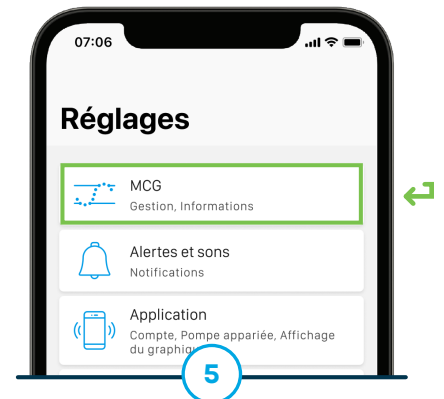 07:06
Réglages
MCG
Gestion, Informations
Alertes et sons
Notifications
Application
Compte, Pompe appariée, Affichage
du graphique
5